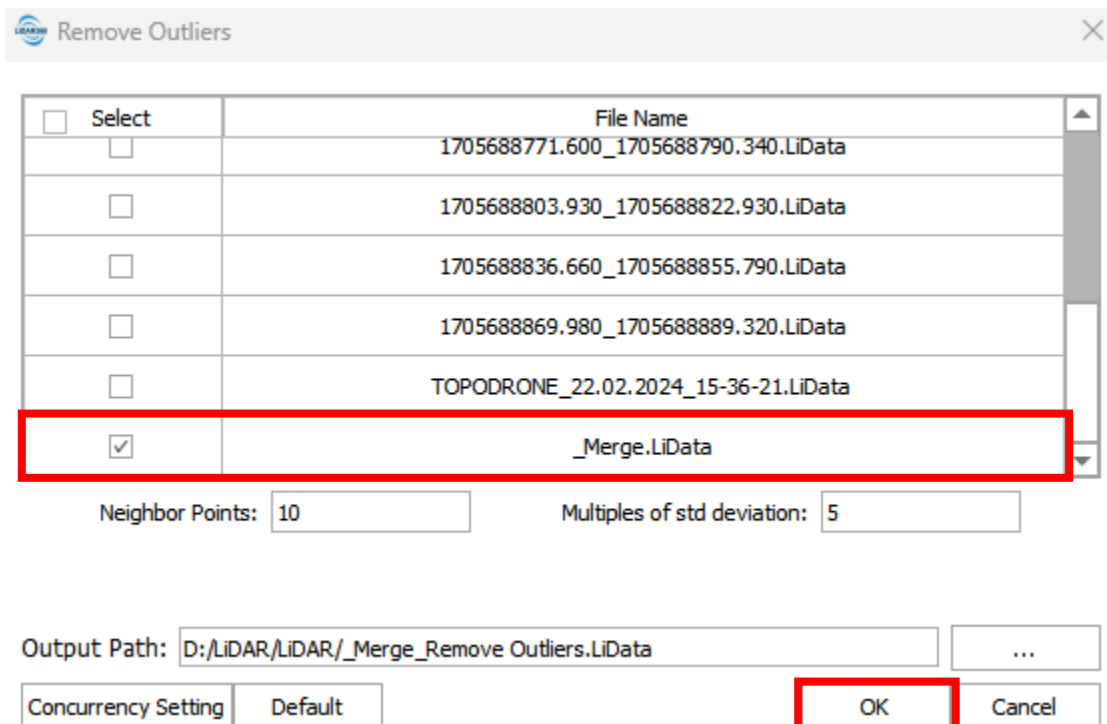 Remove Outliers
Select File Name
1705688771.600_1705688790.340.LiData
1705688803.930_1705688822.930.LiData
1705688836.660_1705688855.790.LiData
1705688869.980_1705688889.320.LiData
TOPODRONE_22.02.2024_15-36-21.LiData
_Merge.LiData
Neighbor Points: 10 Multiples of std deviation: 5
Output Path: D:/LiDAR/LiDAR/_Merge_Remove Outliers.LiData ...
Concurrency Setting Default OK Cancel